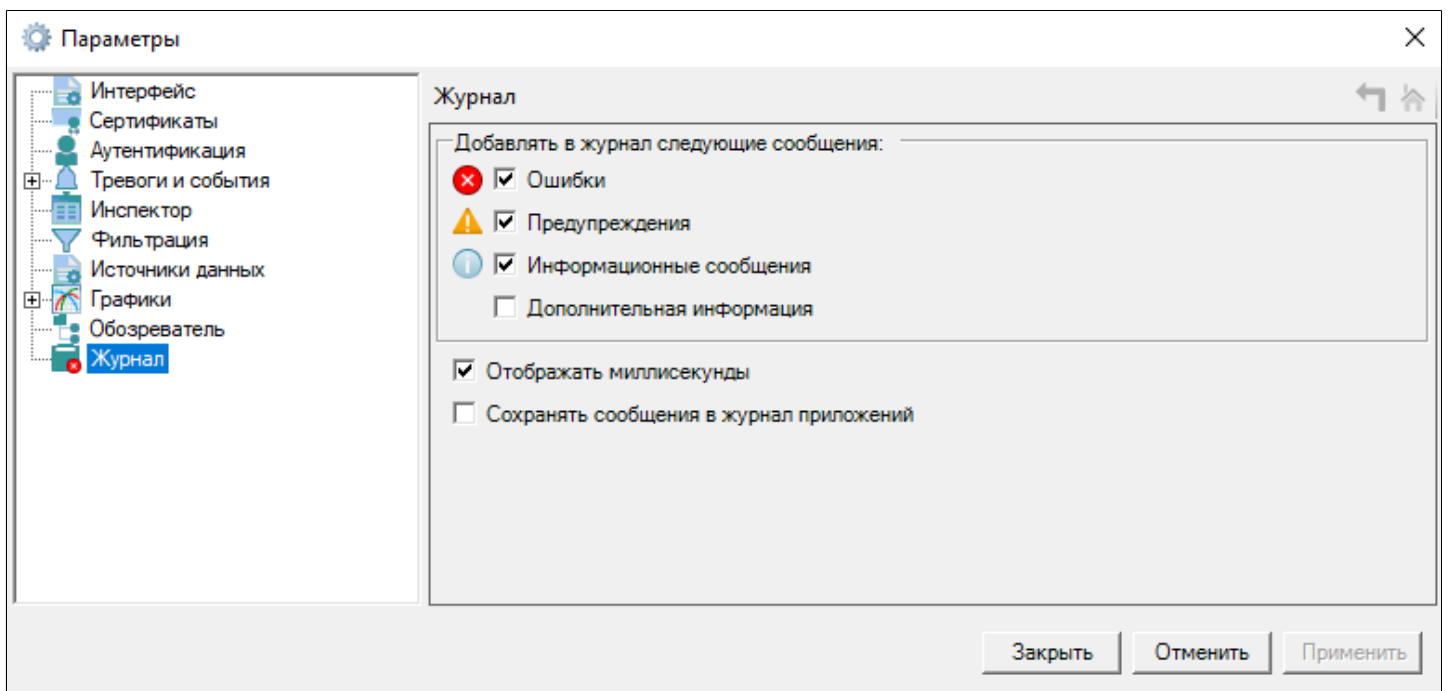 Параметры
Интерфейс
Сертификаты
Аутентификация
Тревоги и события
Инспектор
Фильтрация
Источники данных
Графики
Обозреватель
Журнал
Журнал
Добавлять в журнал следующие сообщения:
Ошибки
Предупреждения
Информационные сообщения
Дополнительная информация
Отображать миллисекунды
Сохранять сообщения в журнал приложений
Закрыть
Отменить
Применить